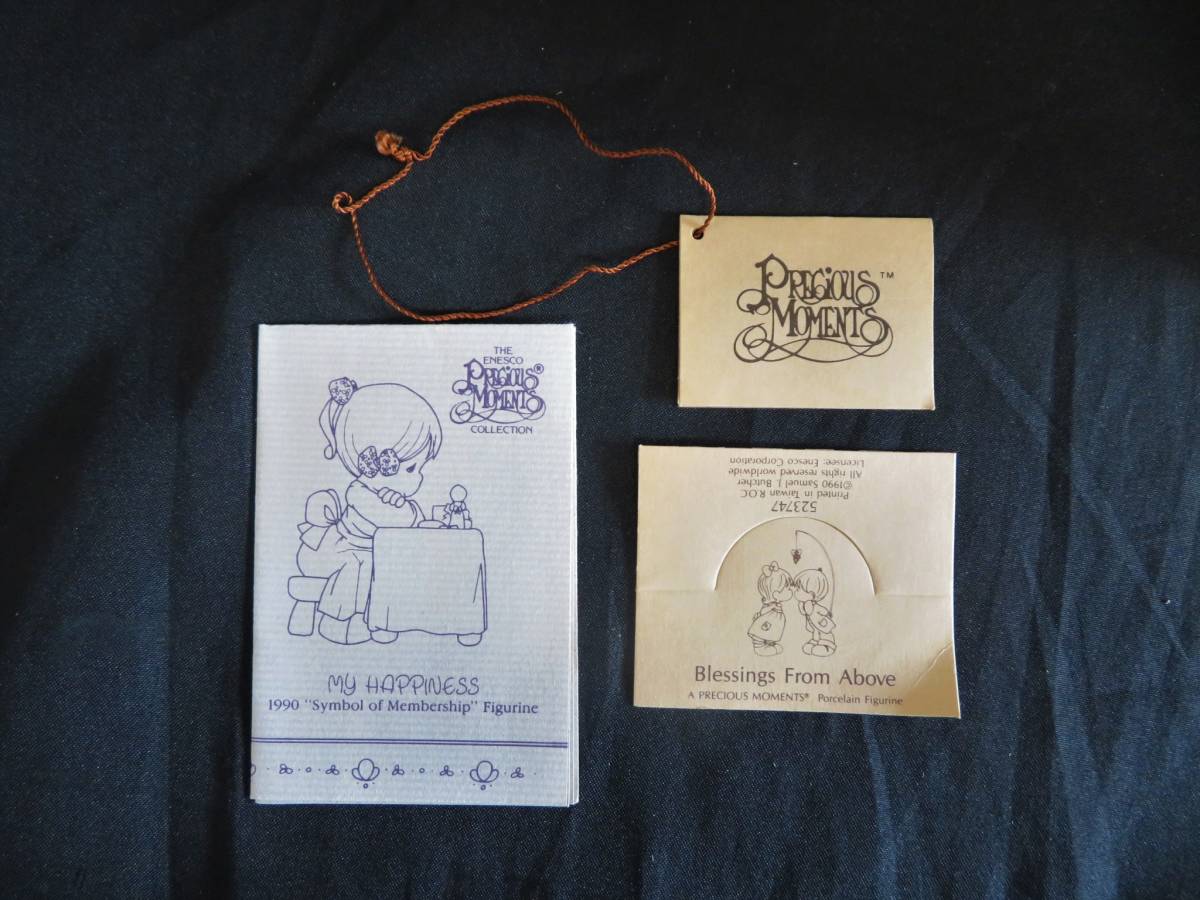 THE
ENESCO
PRECIOUS®
MOMENTS
COLLECTION
MY HAPPINESS
1990 "Symbol of Membership" Figurine
PRECIOUS™
MOMENTS
523747
Printed in Taiwan R.O.C
©1990 Samuel J. Butcher
All rights reserved worldwide
Licensee: Enesco Corporation
Blessings From Above
A PRECIOUS MOMENTS® Porcelain Figurine